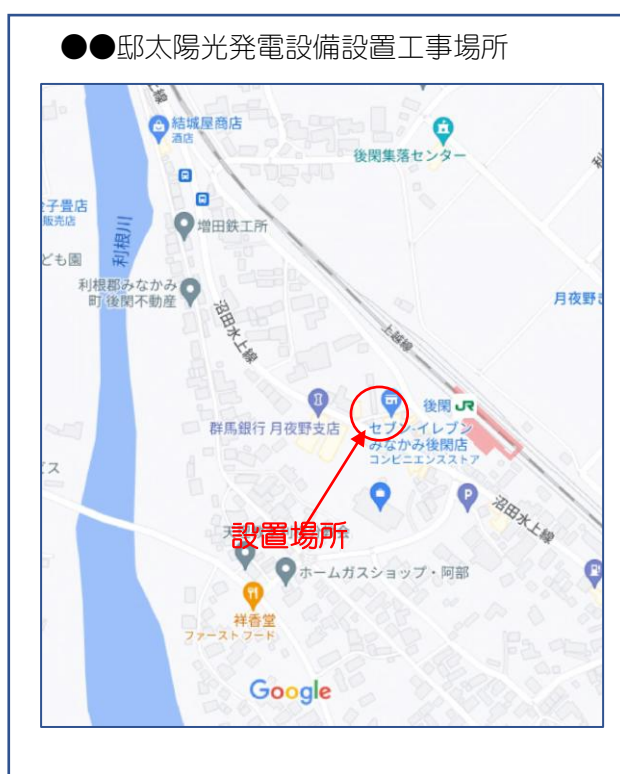 ●●邸太陽光発電設備設置工事場所
結城屋商店
酒店
後閑集落センター
子畳店
販売店
増田鉄工所
利根川
ども園
利根郡みなかみ
町 後閑不動産
月夜野
沼田水上線
上越線
後閑 JR
群馬銀行 月夜野支店
セブン-イレブン
みなかみ後閑店
コンビニエンスストア
ビス
沼田水上線
設置場所
ホームガスショップ・阿部
祥香堂
ファーストフード
Google